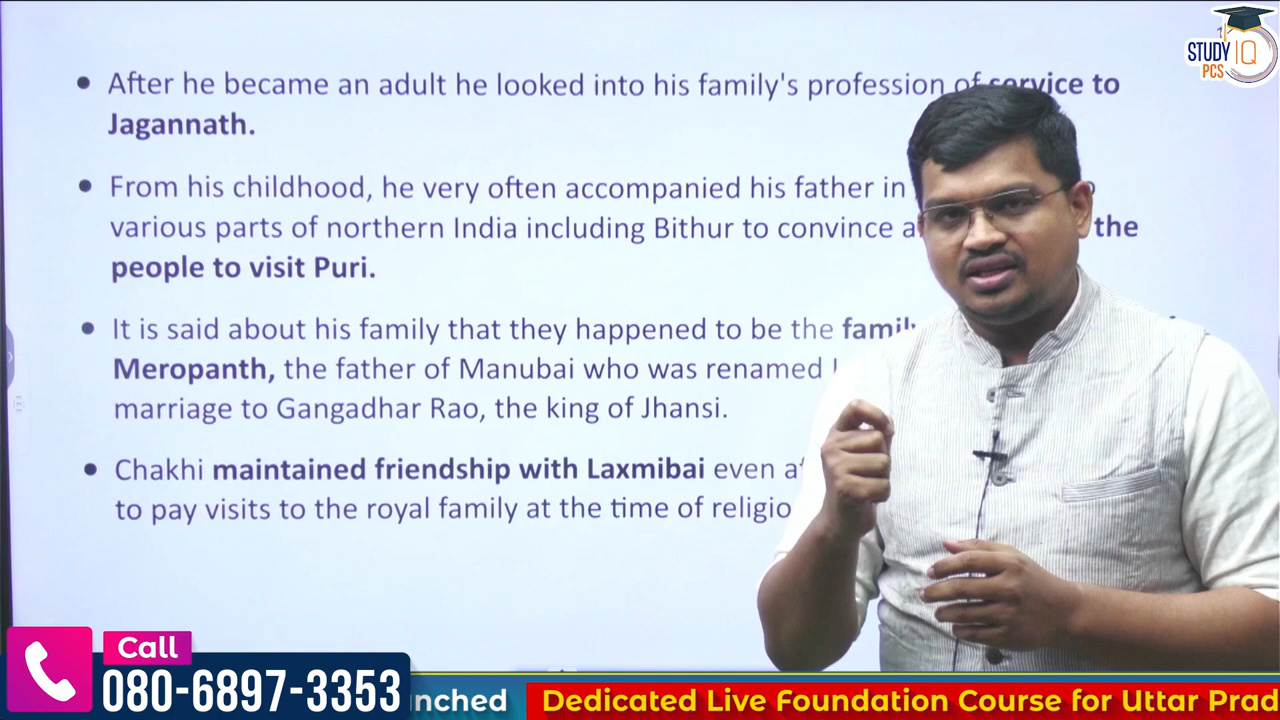 STUDY IQ
PCS
• After he became an adult he looked into his family's profession of service to
Jagannath.
• From his childhood, he very often accompanied his father in
various parts of northern India including Bithur to convince a the
people to visit Puri.
• It is said about his family that they happened to be the family
Meropanth, the father of Manubai who was renamed
marriage to Gangadhar Rao, the king of Jhansi.
• Chakhi maintained friendship with Laxmibai even
to pay visits to the royal family at the time of religio
Call
080-6897-3353
nched Dedicated Live Foundation Course for Uttar Prad